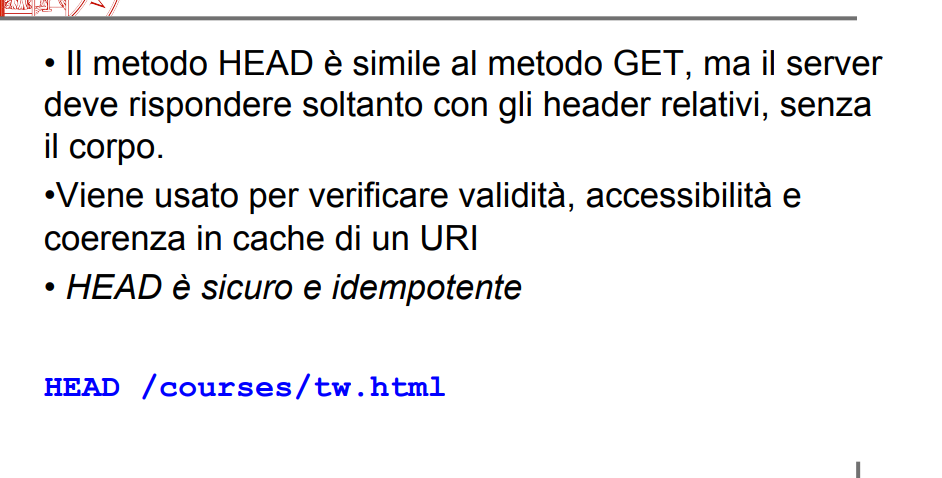 • Il metodo HEAD è simile al metodo GET, ma il server
deve rispondere soltanto con gli header relativi, senza
il corpo.
•Viene usato per verificare validità, accessibilità e
coerenza in cache di un URI
• HEAD è sicuro e idempotente
HEAD /courses/tw.html